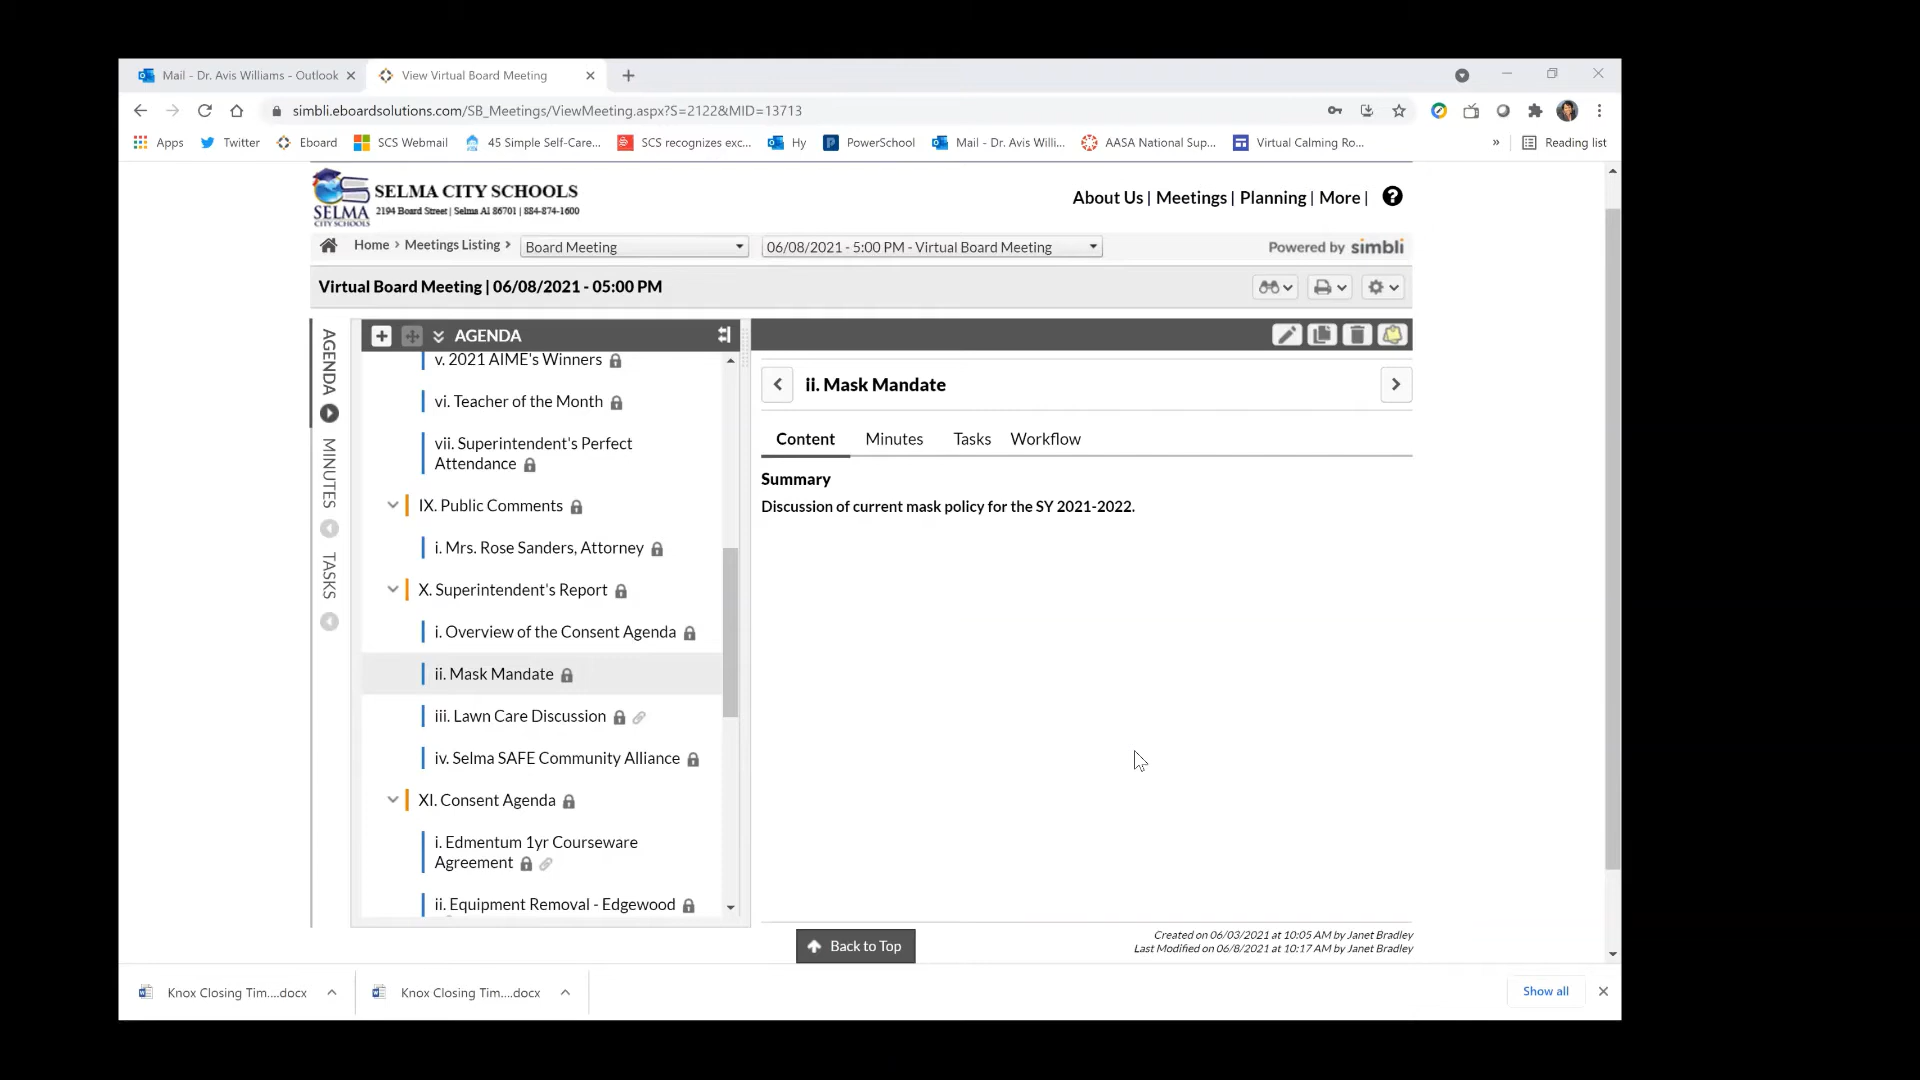 Mail - Dr. Avis Williams - Outlook
View Virtual Board Meeting
simbli.eboardsolutions.com/SB_Meetings/ViewMeeting.aspx?S=2122&MID=13713
Apps
Twitter
Eboard
SCS Webmail
45 Simple Self-Care...
SCS recognizes exc...
Hy
PowerSchool
Mail - Dr. Avis Willi...
AASA National Sup...
Virtual Calming Ro...
»
Reading list
SELMA CITY SCHOOLS
2194 Board Street | Selma Al 86701 | 884-874-1600
SELMA
CITY SCHOOLS
About Us | Meetings | Planning | More |
Home > Meetings Listing >
Board Meeting
06/08/2021 - 5:00 PM - Virtual Board Meeting
Powered by simbli
Virtual Board Meeting | 06/08/2021 - 05:00 PM
AGENDA
MINUTES
TASKS
AGENDA
v. 2021 AIME's Winners
vi. Teacher of the Month
vii. Superintendent's Perfect
Attendance
IX. Public Comments
i. Mrs. Rose Sanders, Attorney
X. Superintendent's Report
i. Overview of the Consent Agenda
ii. Mask Mandate
iii. Lawn Care Discussion
iv. Selma SAFE Community Alliance
XI. Consent Agenda
i. Edmentum 1yr Courseware
Agreement
ii. Equipment Removal - Edgewood
ii. Mask Mandate
Content
Minutes
Tasks
Workflow
Summary
Discussion of current mask policy for the SY 2021-2022.
Created on 06/03/2021 at 10:05 AM by Janet Bradley
Last Modified on 06/8/2021 at 10:17 AM by Janet Bradley
Back to Top
Knox Closing Tim....docx
Knox Closing Tim....docx
Show all